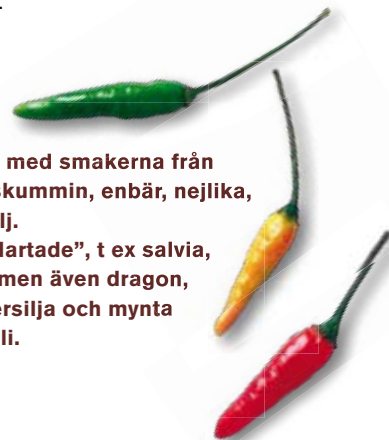 med smakerna från
skummin, enbär, nejlika,
lj.
lartade”, t ex salvia,
men även dragon,
ersilja och mynta
li.